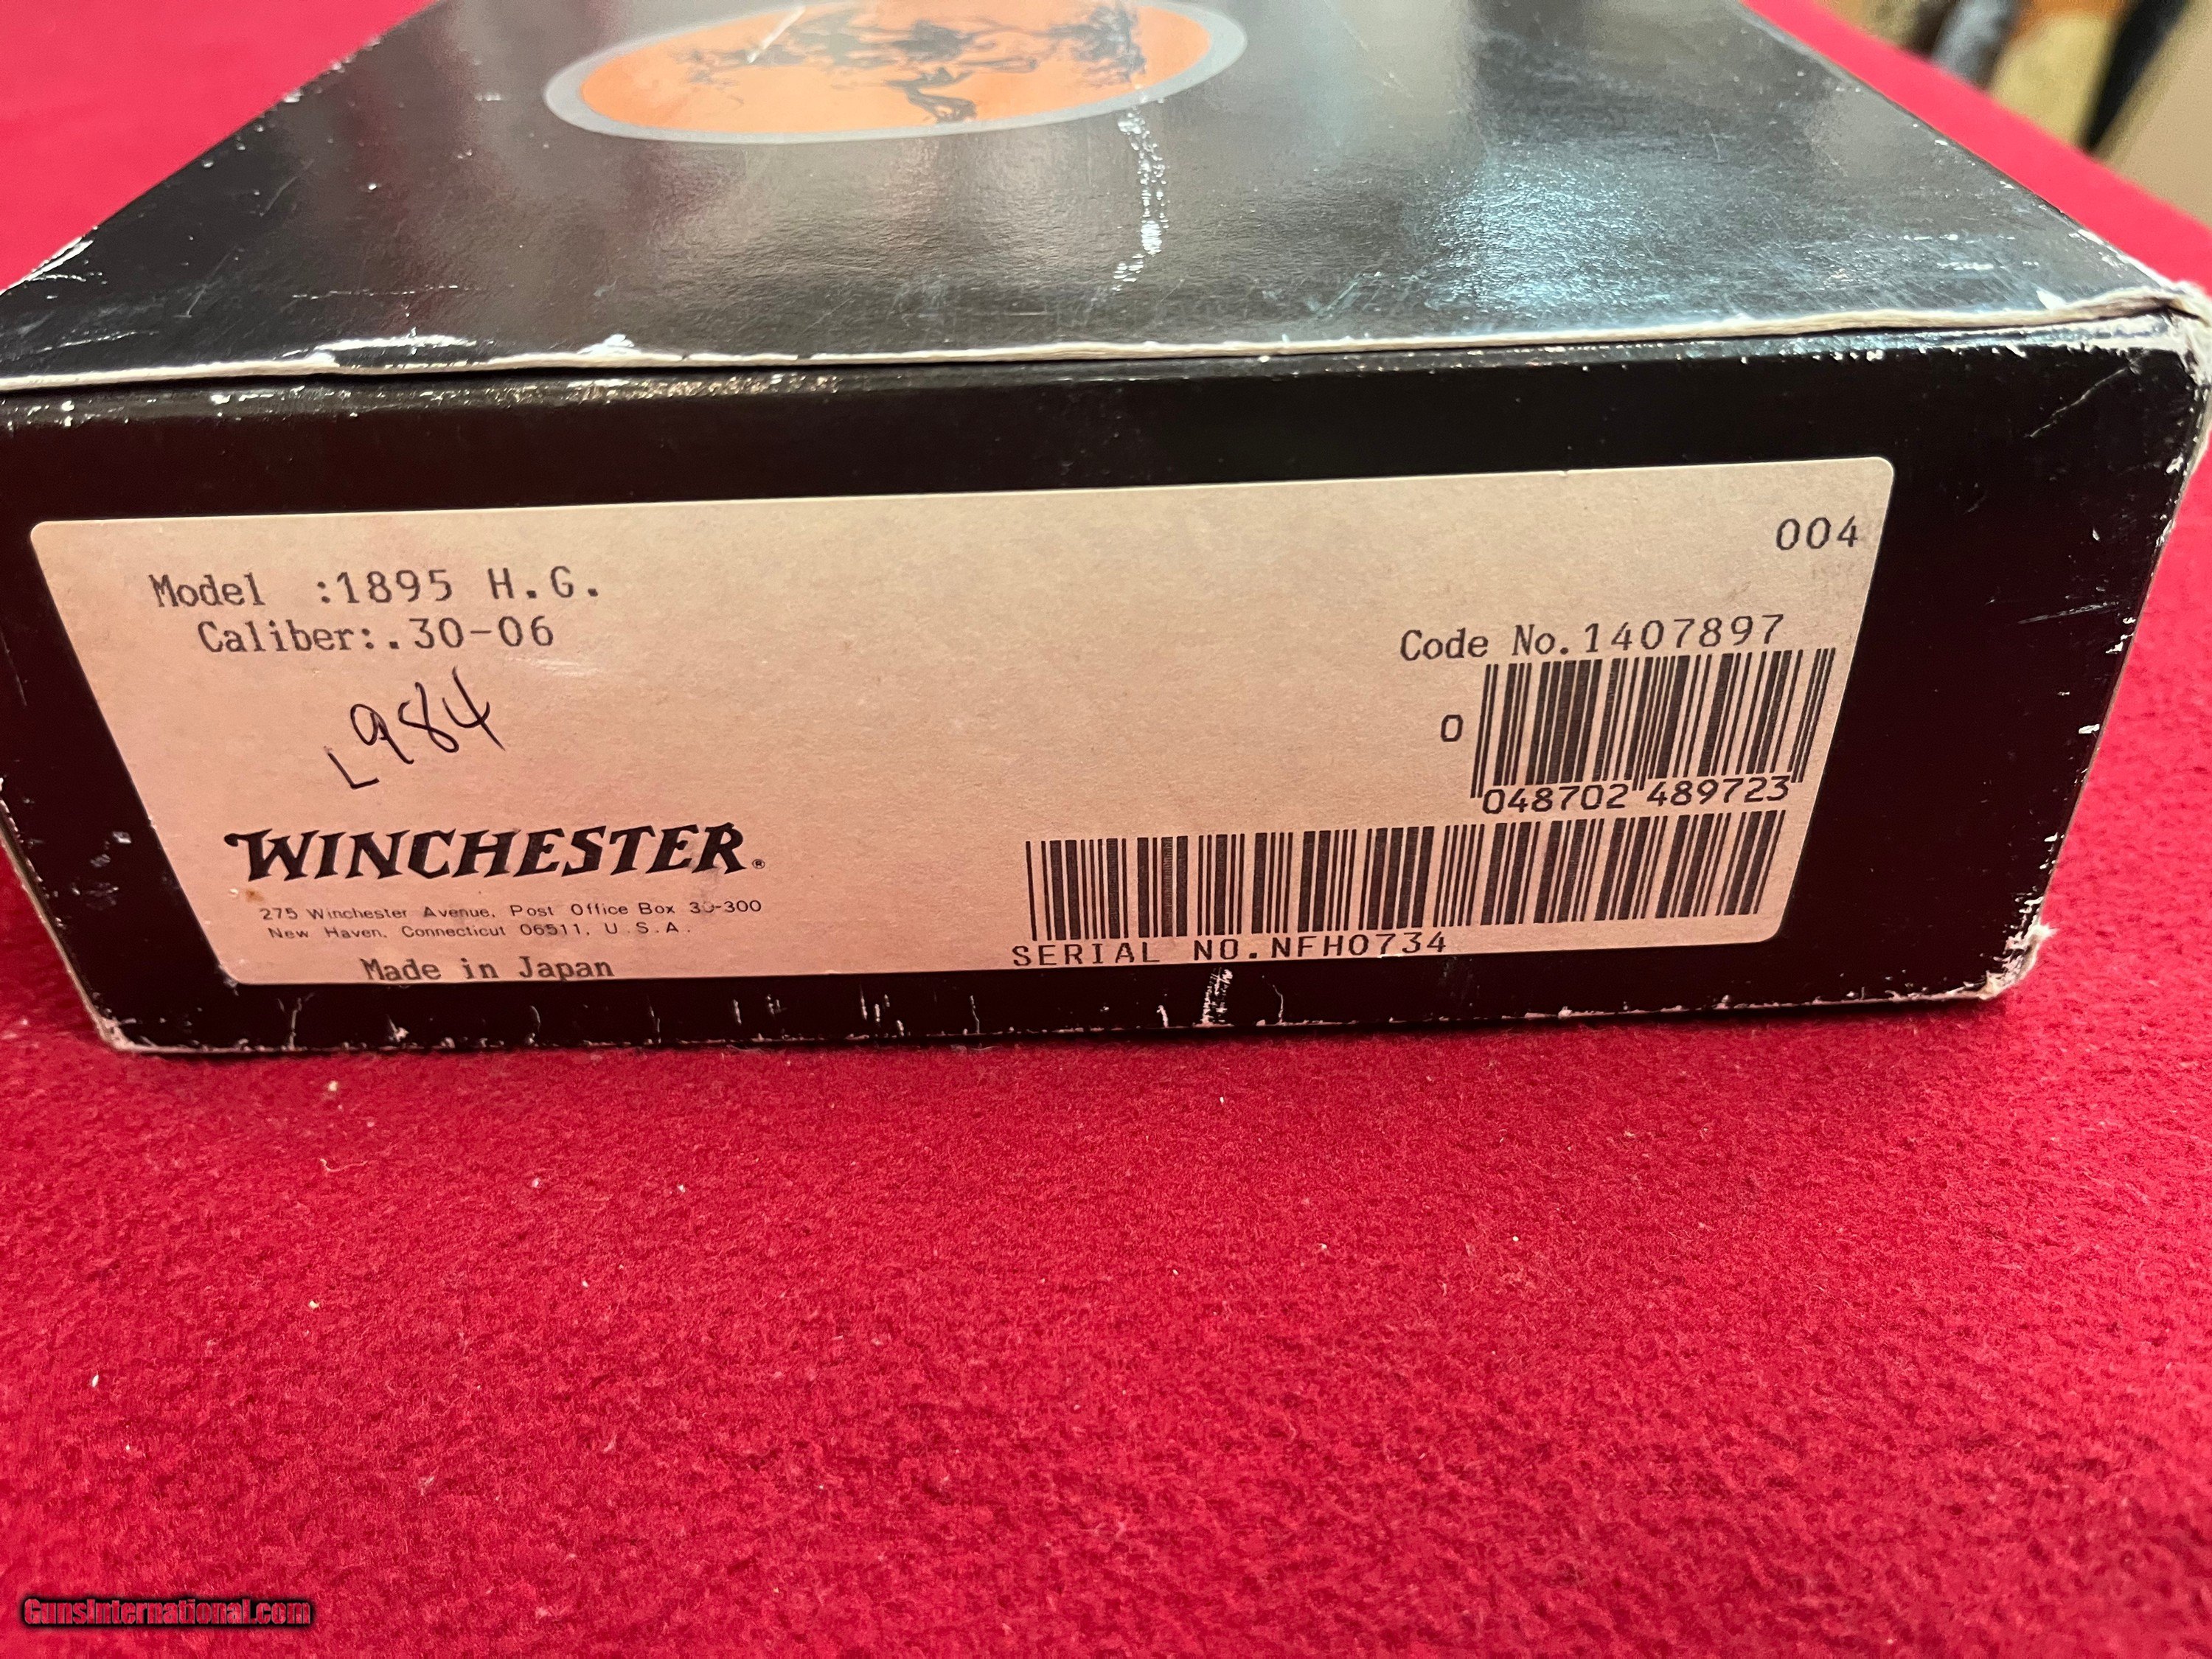 004
Model :1895 H.G.
Caliber:.30-06
Code No.1407897
L984
0
048702 489723
WINCHESTER®
275 Winchester Avenue, Post Office Box 30-300
New Haven, Connecticut 06511, U.S.A.
Made in Japan
SERIAL NO.NFH0734
GunsInternational.com